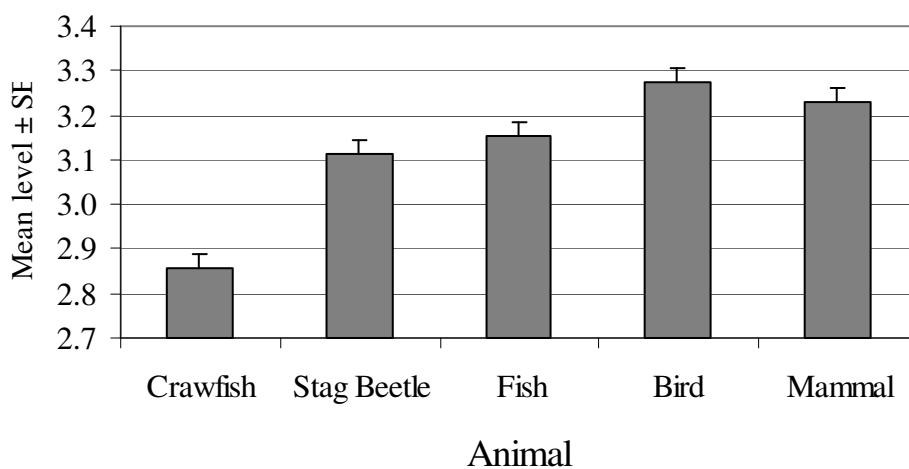 Mean level ± SE
3.4
3.3
3.2
3.1
3.0
2.9
2.8
2.7
Crawfish Stag Beetle Fish Bird Mammal
Animal